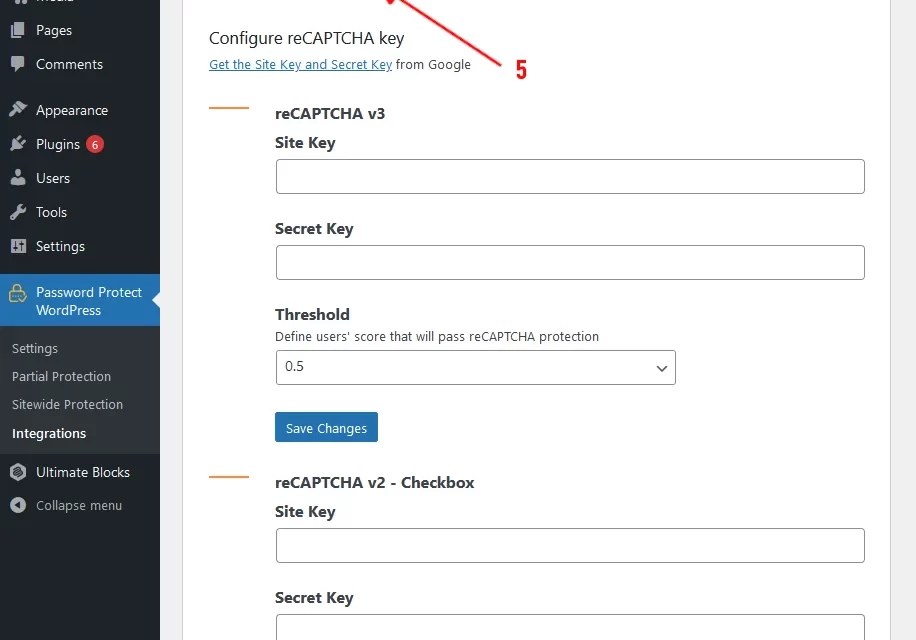 Media
Pages
Comments
Appearance
Plugins 6
Users
Tools
Settings
Password Protect
WordPress
Settings
Partial Protection
Sitewide Protection
Integrations
Ultimate Blocks
Collapse menu
5
Configure reCAPTCHA key
Get the Site Key and Secret Key from Google
reCAPTCHA v3
Site Key
Secret Key
Threshold
Define users' score that will pass reCAPTCHA protection
0.5
Save Changes
reCAPTCHA v2 - Checkbox
Site Key
Secret Key